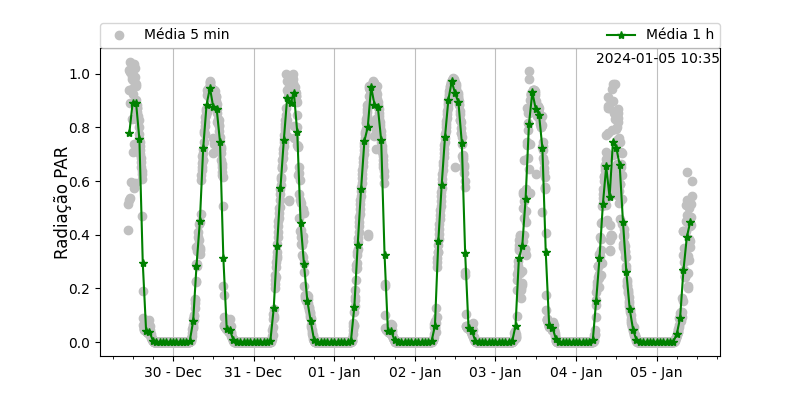 Média 5 min
Média 1 h
2024-01-05 10:35
Radiação PAR
1.0
0.8
0.6
0.4
0.2
0.0
30 - Dec
31 - Dec
01 - Jan
02 - Jan
03 - Jan
04 - Jan
05 - Jan